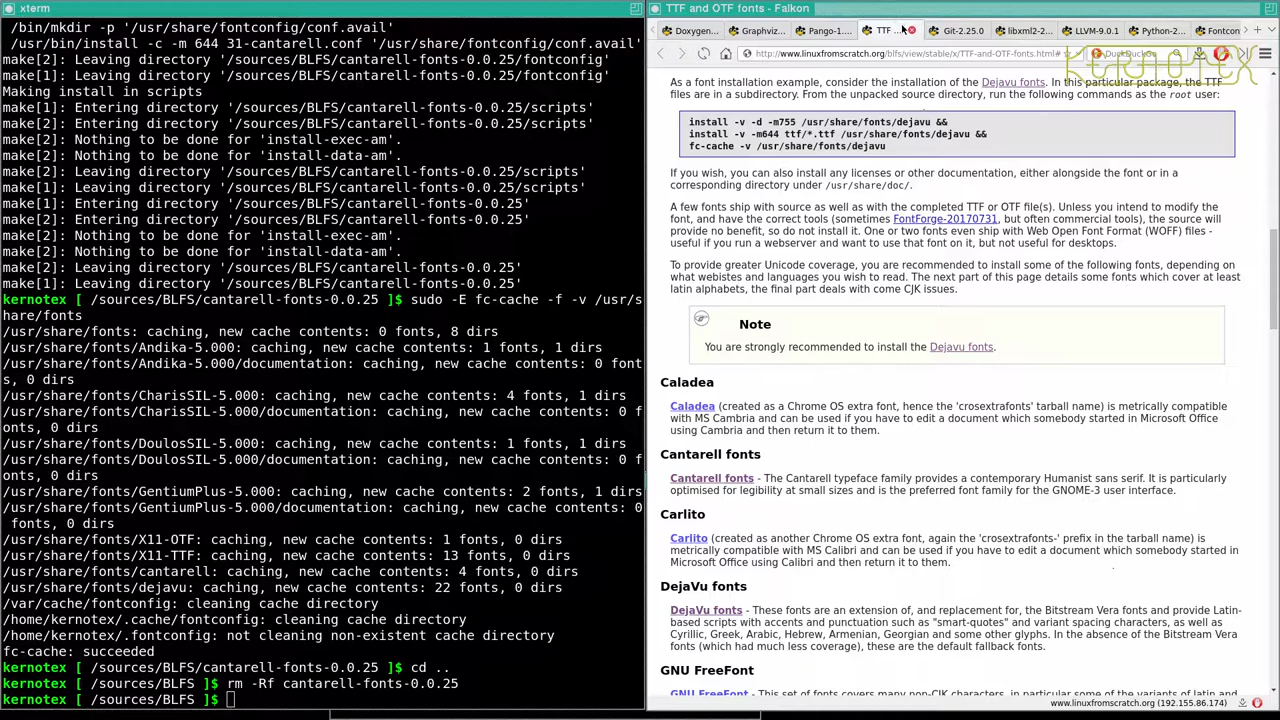 xterm
/bin/mkdir -p '/usr/share/fontconfig/conf.avail'
/usr/bin/install -c -m 644 31-cantarell.conf '/usr/share/fontconfig/conf.avail'
make[2]: Leaving directory '/sources/BLFS/cantarell-fonts-0.0.25/fontconfig'
make[1]: Leaving directory '/sources/BLFS/cantarell-fonts-0.0.25/fontconfig'
Making install in scripts
make[1]: Entering directory '/sources/BLFS/cantarell-fonts-0.0.25/scripts'
make[2]: Entering directory '/sources/BLFS/cantarell-fonts-0.0.25/scripts'
make[2]: Nothing to be done for 'install-exec-am'.
make[2]: Nothing to be done for 'install-data-am'.
make[2]: Leaving directory '/sources/BLFS/cantarell-fonts-0.0.25/scripts'
make[1]: Leaving directory '/sources/BLFS/cantarell-fonts-0.0.25/scripts'
make[1]: Entering directory '/sources/BLFS/cantarell-fonts-0.0.25'
make[2]: Entering directory '/sources/BLFS/cantarell-fonts-0.0.25'
make[2]: Nothing to be done for 'install-exec-am'.
make[2]: Nothing to be done for 'install-data-am'.
make[2]: Leaving directory '/sources/BLFS/cantarell-fonts-0.0.25'
make[1]: Leaving directory '/sources/BLFS/cantarell-fonts-0.0.25'
kernotex [ /sources/BLFS/cantarell-fonts-0.0.25 ]$ sudo -E fc-cache -f -v /usr/s
hare/fonts
/usr/share/fonts: caching, new cache contents: 0 fonts, 8 dirs
/usr/share/fonts/Andika-5.000: caching, new cache contents: 1 fonts, 1 dirs
/usr/share/fonts/Andika-5.000/documentation: caching, new cache contents: 0 font
s, 0 dirs
/usr/share/fonts/CharisSIL-5.000: caching, new cache contents: 4 fonts, 1 dirs
/usr/share/fonts/CharisSIL-5.000/documentation: caching, new cache contents: 0 f
onts, 0 dirs
/usr/share/fonts/DoulosSIL-5.000: caching, new cache contents: 1 fonts, 1 dirs
/usr/share/fonts/DoulosSIL-5.000/documentation: caching, new cache contents: 0 f
onts, 0 dirs
/usr/share/fonts/GentiumPlus-5.000: caching, new cache contents: 2 fonts, 1 dirs
/usr/share/fonts/GentiumPlus-5.000/documentation: caching, new cache contents: 0
fonts, 0 dirs
/usr/share/fonts/X11-OTF: caching, new cache contents: 1 fonts, 0 dirs
/usr/share/fonts/X11-TTF: caching, new cache contents: 13 fonts, 0 dirs
/usr/share/fonts/cantarell: caching, new cache contents: 4 fonts, 0 dirs
/usr/share/fonts/dejavu: caching, new cache contents: 22 fonts, 0 dirs
/var/cache/fontconfig: cleaning cache directory
/home/kernotex/.cache/fontconfig: cleaning cache directory
/home/kernotex/.fontconfig: not cleaning non-existent cache directory
fc-cache: succeeded
kernotex [ /sources/BLFS/cantarell-fonts-0.0.25 ]$ cd ..
kernotex [ /sources/BLFS ]$ rm -Rf cantarell-fonts-0.0.25
kernotex [ /sources/BLFS ]$
TTF and OTF fonts - Falkon
Doxygen... Graphviz... Pango-1.... TTF ... Git-2.25.0 libxml2-... LLVM-9.0.1 Python-2... Fontcon
http://www.linuxfromscratch.org/blfs/view/stable/x/TTF-and-OTF-fonts.html# DuckDuckGo
KERNOTEX
As a font installation example, consider the installation of the Dejavu fonts. In this particular package, the TTF
files are in a subdirectory. From the unpacked source directory, run the following commands as the root user:
install -v -d -m755 /usr/share/fonts/dejavu &&
install -v -m644 ttf/*.ttf /usr/share/fonts/dejavu &&
fc-cache -v /usr/share/fonts/dejavu
If you wish, you can also install any licenses or other documentation, either alongside the font or in a
corresponding directory under /usr/share/doc/.
A few fonts ship with source as well as with the completed TTF or OTF file(s). Unless you intend to modify the
font, and have the correct tools (sometimes FontForge-20170731, but often commercial tools), the source will
provide no benefit, so do not install it. One or two fonts even ship with Web Open Font Format (WOFF) files -
useful if you run a webserver and want to use that font on it, but not useful for desktops.
To provide greater Unicode coverage, you are recommended to install some of the following fonts, depending on
what webistes and languages you wish to read. The next part of this page details some fonts which cover at least
latin alphabets, the final part deals with come CJK issues.
Note
You are strongly recommended to install the Dejavu fonts.
Caladea
Caladea (created as a Chrome OS extra font, hence the 'crosextrafonts' tarball name) is metrically compatible
with MS Cambria and can be used if you have to edit a document which somebody started in Microsoft Office
using Cambria and then return it to them.
Cantarell fonts
Cantarell fonts - The Cantarell typeface family provides a contemporary Humanist sans serif. It is particularly
optimised for legibility at small sizes and is the preferred font family for the GNOME-3 user interface.
Carlito
Carlito (created as another Chrome OS extra font, again the 'crosextrafonts-' prefix in the tarball name) is
metrically compatible with MS Calibri and can be used if you have to edit a document which somebody started in
Microsoft Office using Calibri and then return it to them.
DejaVu fonts
DejaVu fonts - These fonts are an extension of, and replacement for, the Bitstream Vera fonts and provide Latin-
based scripts with accents and punctuation such as "smart-quotes" and variant spacing characters, as well as
Cyrillic, Greek, Arabic, Hebrew, Armenian, Georgian and some other glyphs. In the absence of the Bitstream Vera
fonts (which had much less coverage), these are the default fallback fonts.
GNU FreeFont
GNU FreeFont - This set of fonts covers many non-CJK characters, in particular some of the variants of latin and
www.linuxfromscratch.org (192.155.86.174)